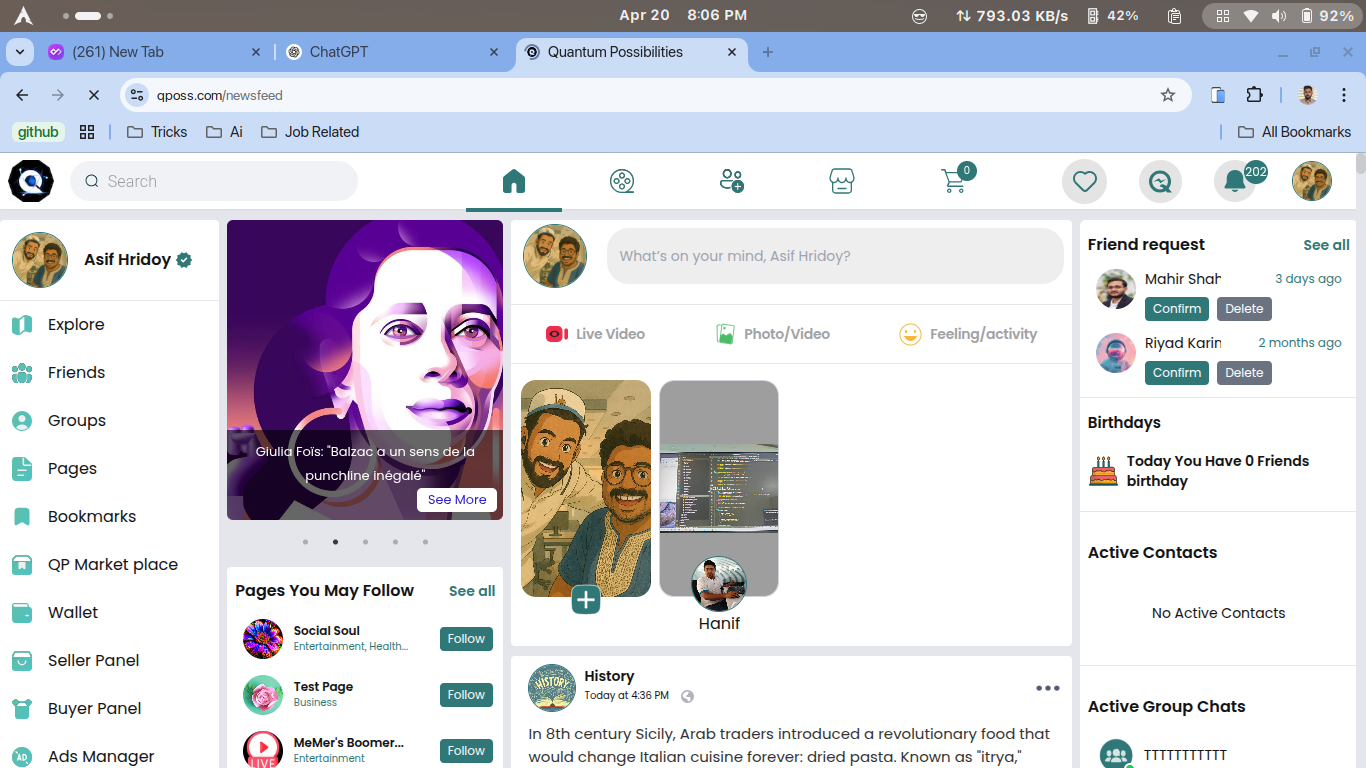 Apr 20 8:06 PM
793.03 KB/s
42%
92%
(261) New Tab
ChatGPT
Quantum Possibilities
qposs.com/newsfeed
github
Tricks
Ai
Job Related
All Bookmarks
Search
0
202
Asif Hridoy
Explore
Friends
Groups
Pages
Bookmarks
QP Market place
Wallet
Seller Panel
Buyer Panel
AD
Ads Manager
Giulia Foïs: "Balzac a un sens de la
punchline inégalé"
See More
Pages You May Follow
See all
Social Soul
Entertainment, Health...
Follow
Test Page
Business
Follow
MeMer's Boomer...
Entertainment
Follow
LIVE
What's on your mind, Asif Hridoy?
Live Video
Photo/Video
Feeling/activity
Hanif
HISTORY
History
Today at 4:36 PM
In 8th century Sicily, Arab traders introduced a revolutionary food that
would change Italian cuisine forever: dried pasta. Known as "itrya,"
Friend request
See all
Mahir Shah
3 days ago
Confirm
Delete
Riyad Karin
2 months ago
Confirm
Delete
Birthdays
Today You Have 0 Friends
birthday
Active Contacts
No Active Contacts
Active Group Chats
TTTTTTTTTTT